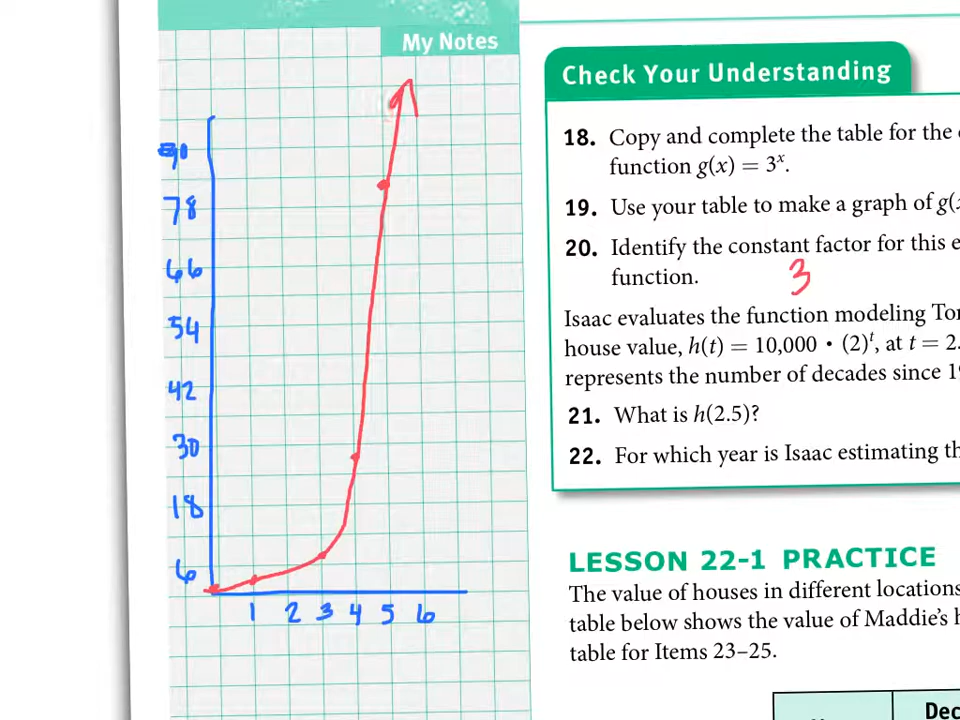 My Notes
90
78
66
54
42
30
18
6
1 2 3 4 5 6
Check Your Understanding
18. Copy and complete the table for the
function g(x) = 3ˣ.
19. Use your table to make a graph of g(
20. Identify the constant factor for this
function.
3
Isaac evaluates the function modeling
house value, h(t) = 10,000 • (2)ᵗ, at t = 2.
represents the number of decades since
21. What is h(2.5)?
22. For which year is Isaac estimating
LESSON 22-1 PRACTICE
The value of houses in different locations
table below shows the value of Maddie's
table for Items 23–25.